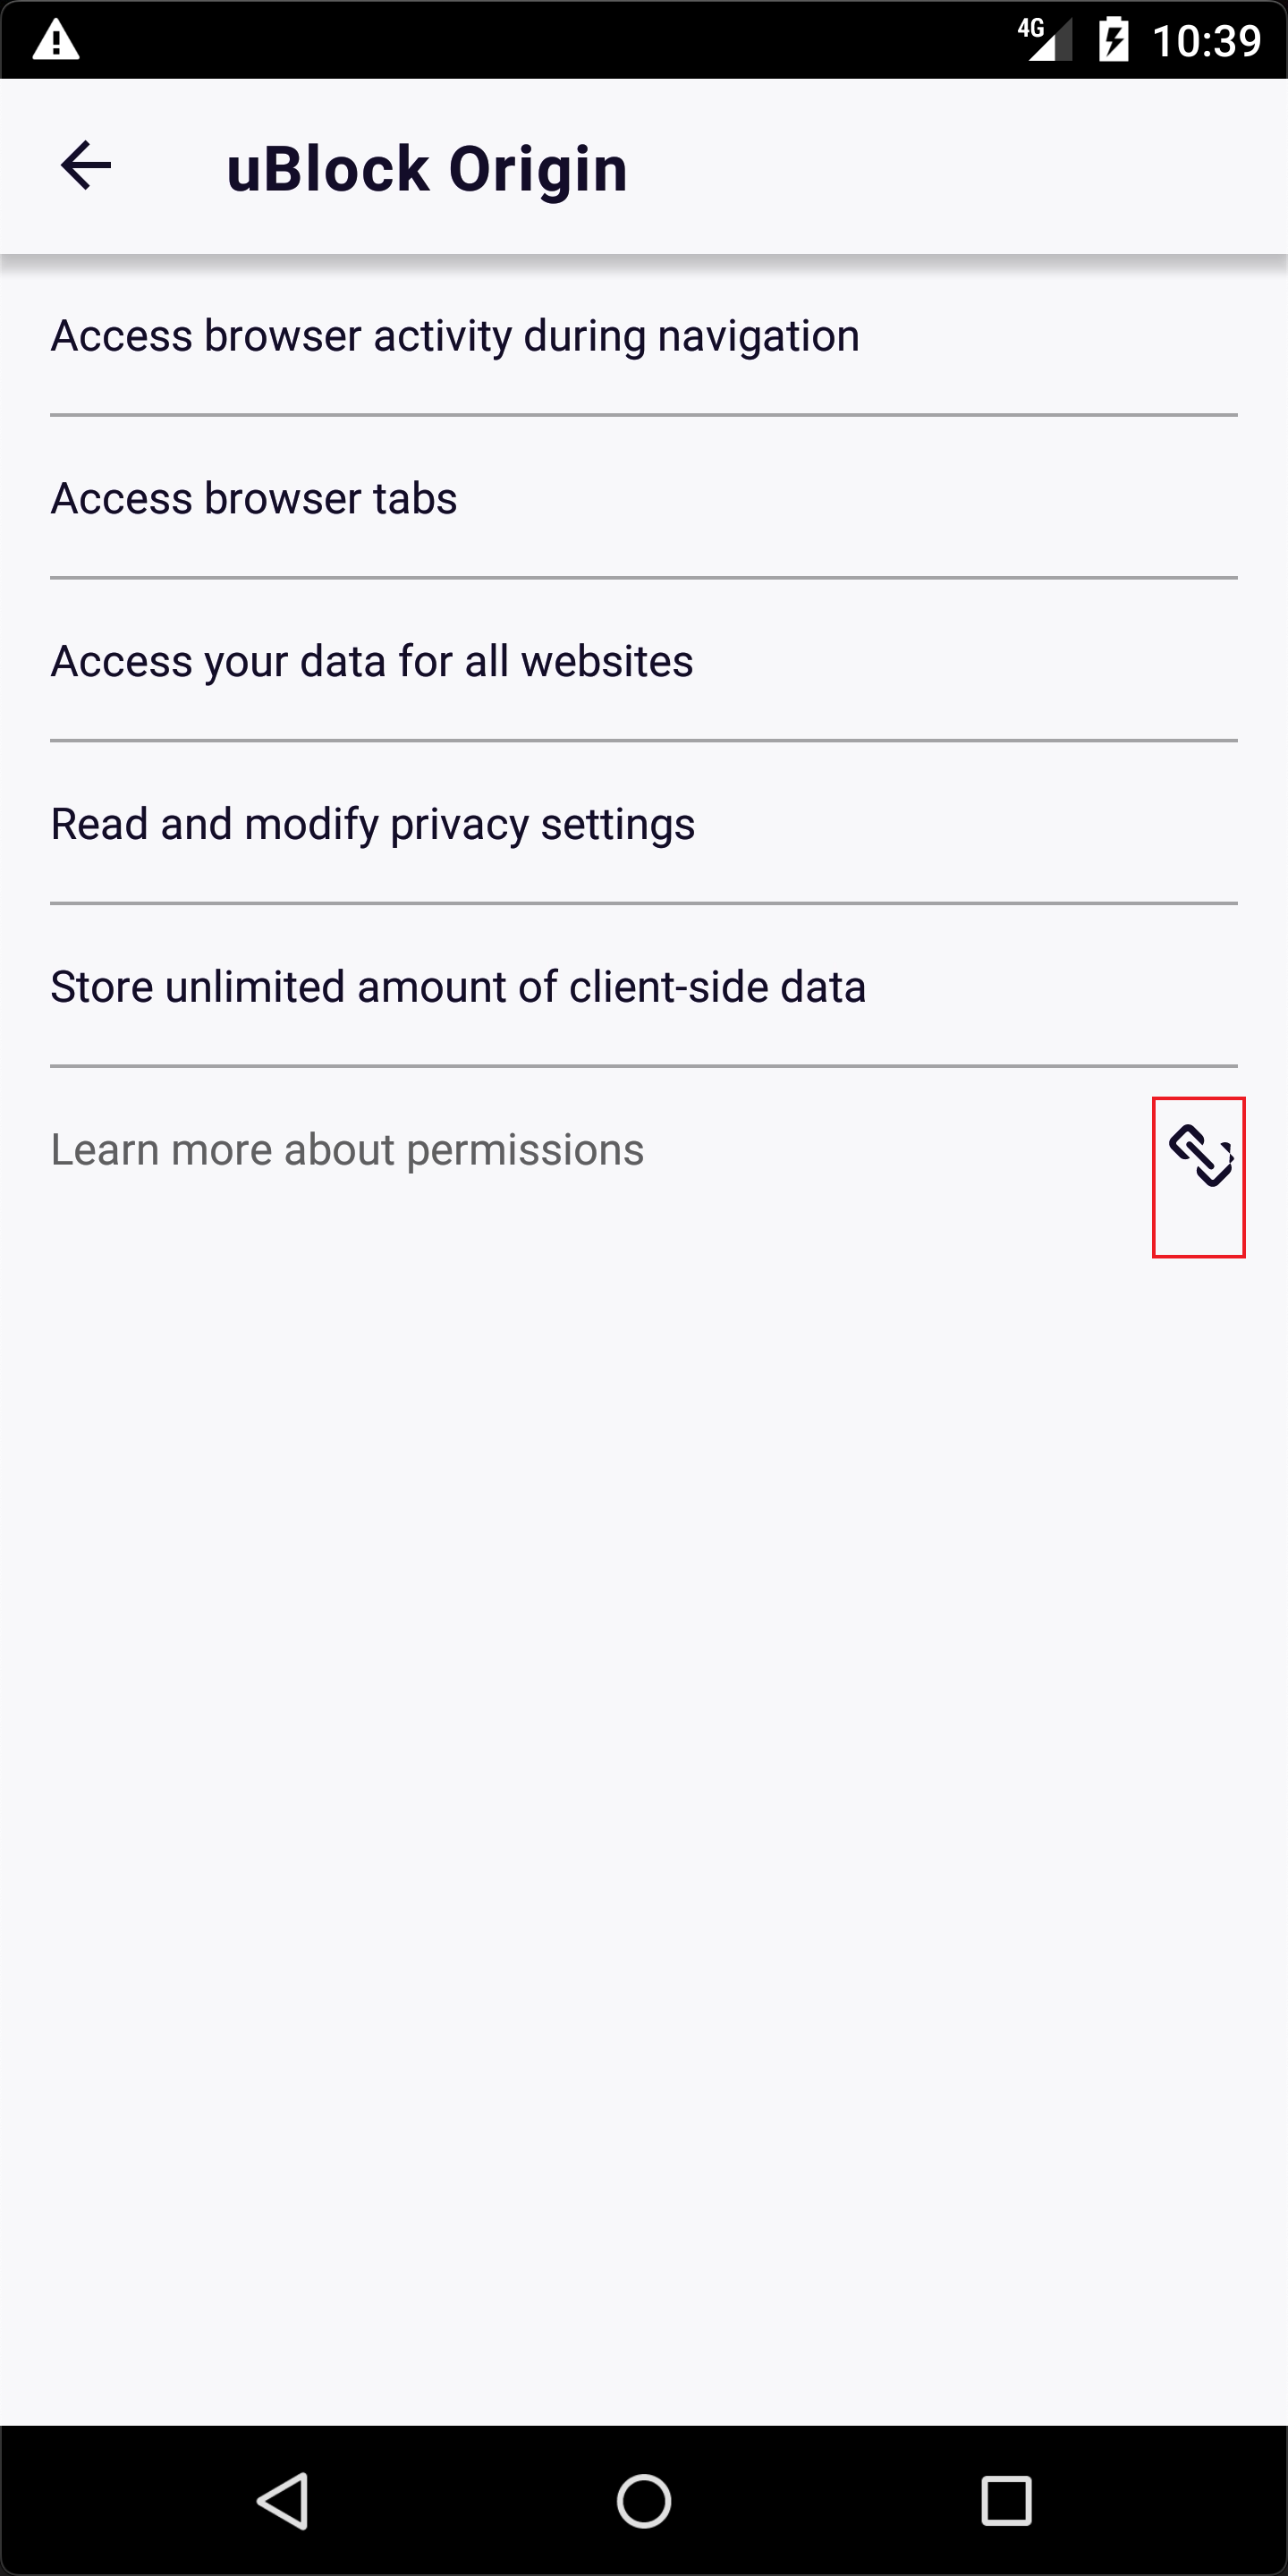 4G 10:39
uBlock Origin
Access browser activity during navigation
Access browser tabs
Access your data for all websites
Read and modify privacy settings
Store unlimited amount of client-side data
Learn more about permissions